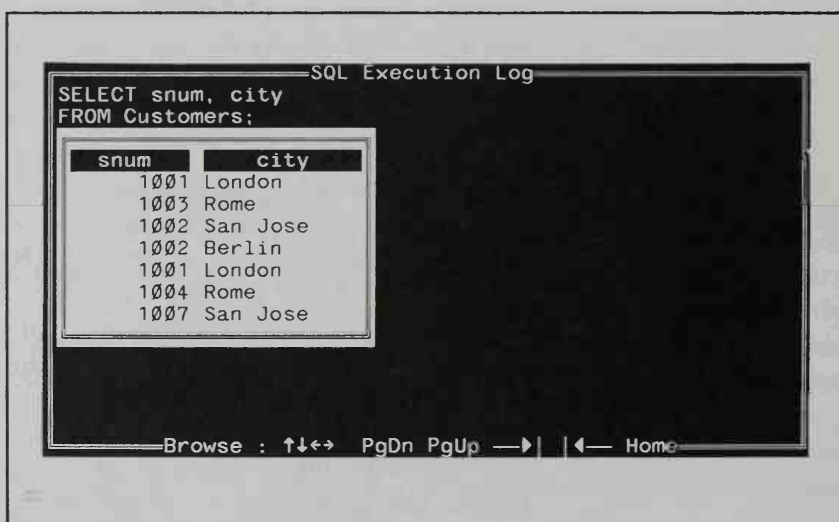 SQL Execution Log
SELECT snum, city
FROM Customers;
snum city
1001 London
1003 Rome
1002 San Jose
1002 Berlin
1001 London
1004 Rome
1007 San Jose
Browse : ↑↓←→ PgDn PgUp —▶| |◀— Home